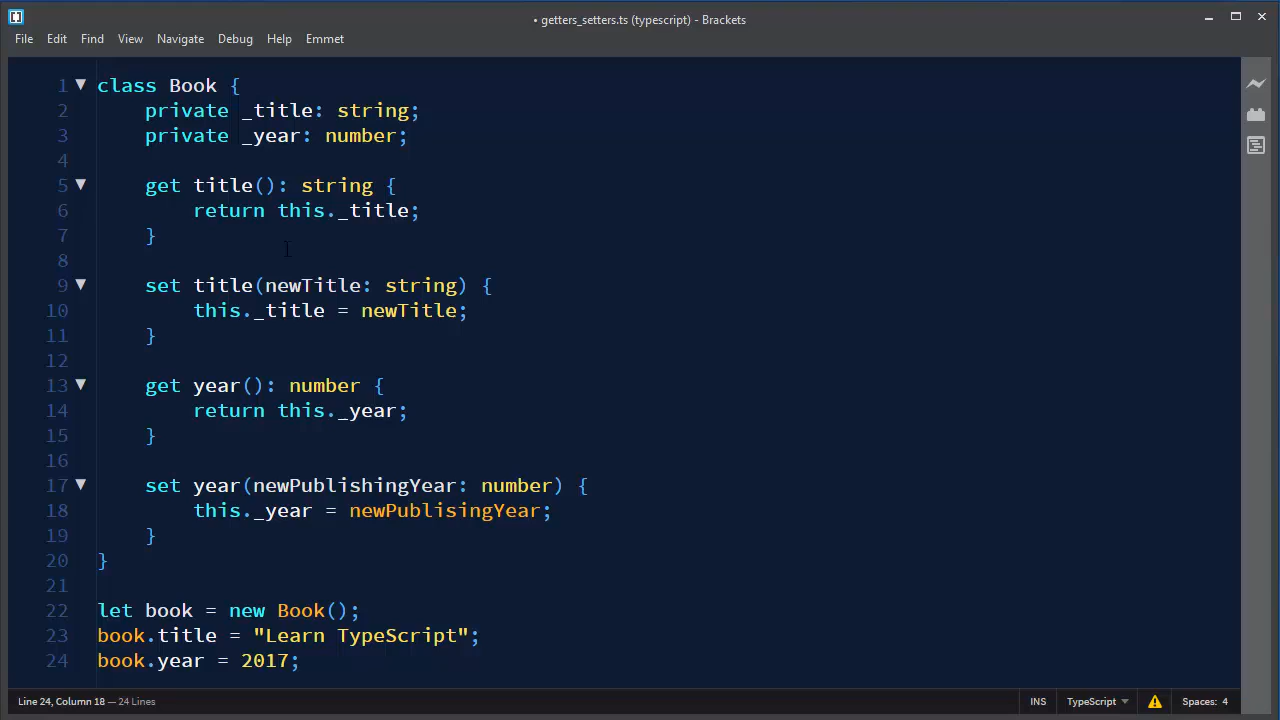 • getters_setters.ts (typescript) - Brackets
File Edit Find View Navigate Debug Help Emmet
1 class Book {
2     private _title: string;
3     private _year: number;
4
5     get title(): string {
6         return this._title;
7     }
8
9     set title(newTitle: string) {
10         this._title = newTitle;
11     }
12
13     get year(): number {
14         return this._year;
15     }
16
17     set year(newPublishingYear: number) {
18         this._year = newPublisingYear;
19     }
20 }
21
22 let book = new Book();
23 book.title = "Learn TypeScript";
24 book.year = 2017;
Line 24, Column 18 — 24 Lines INS TypeScript Spaces: 4